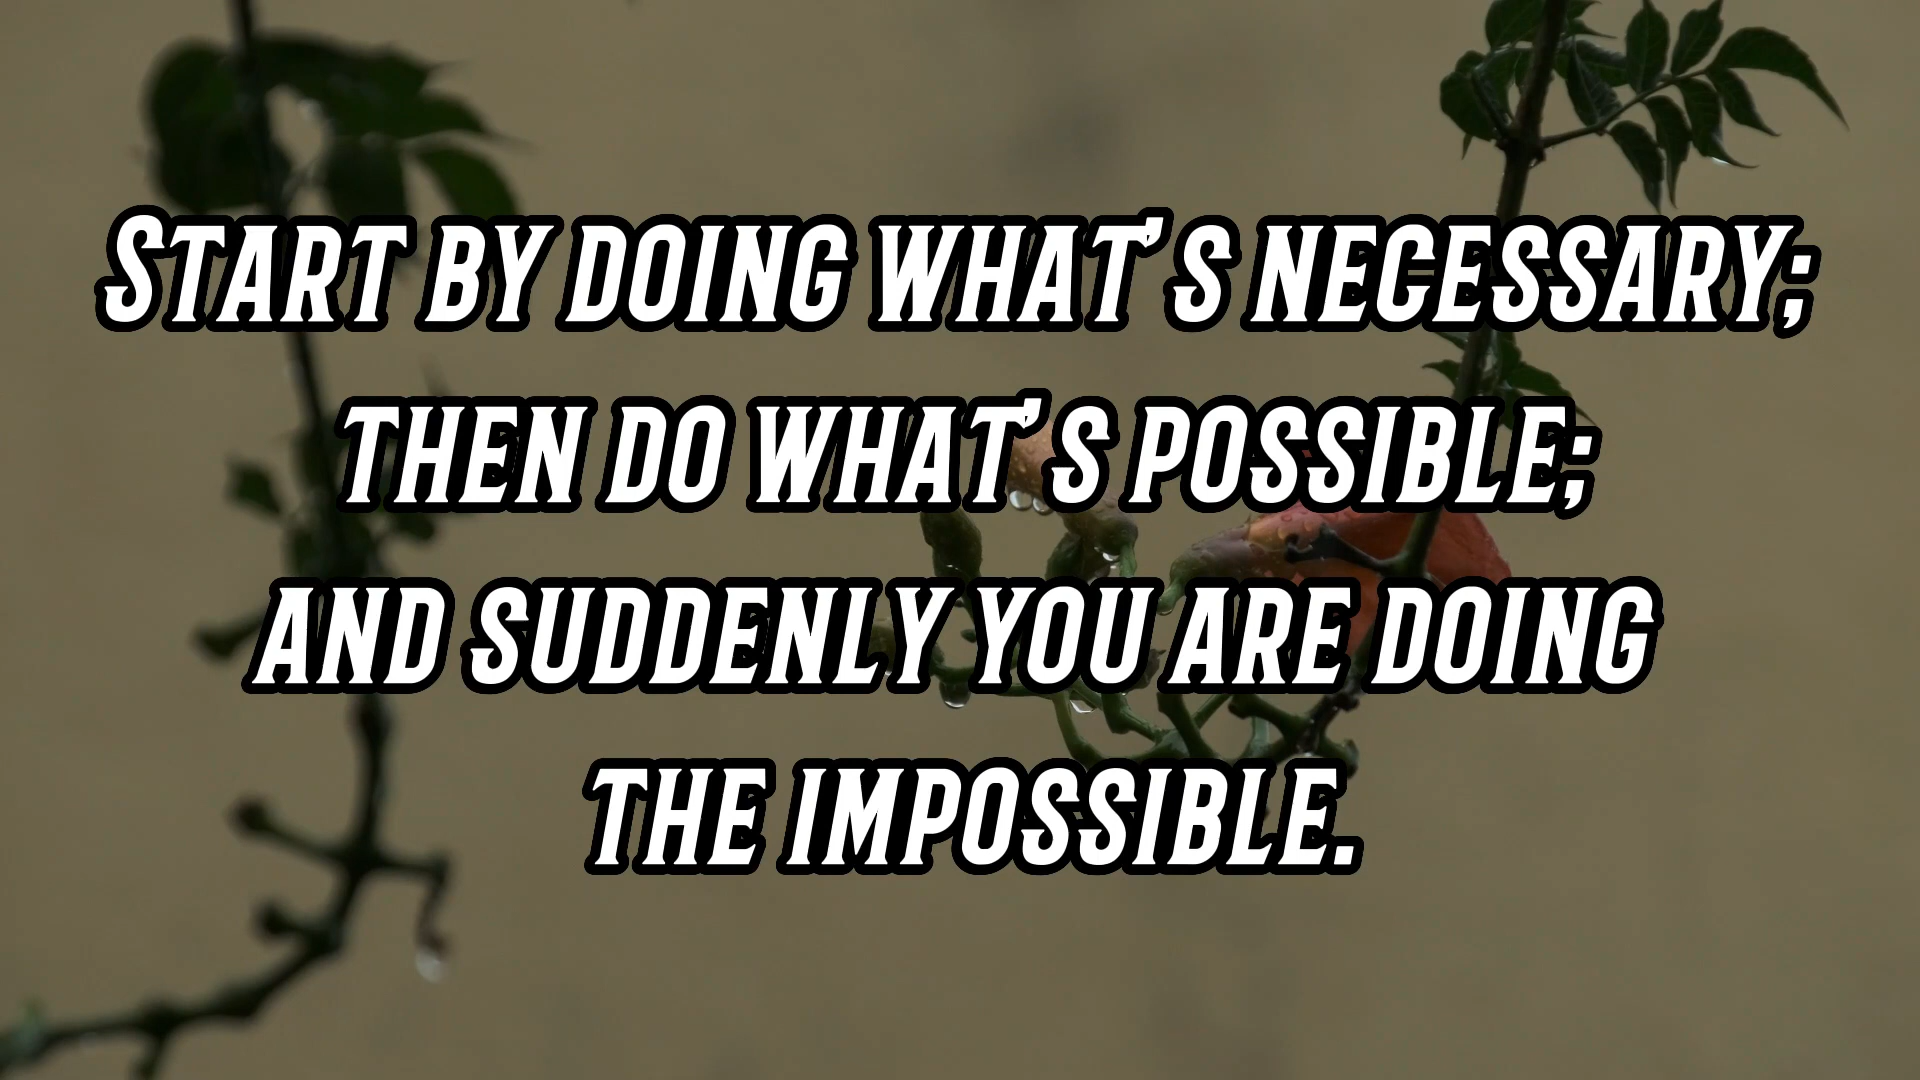 Start by doing what's necessary;
then do what's possible;
and suddenly you are doing
the impossible.